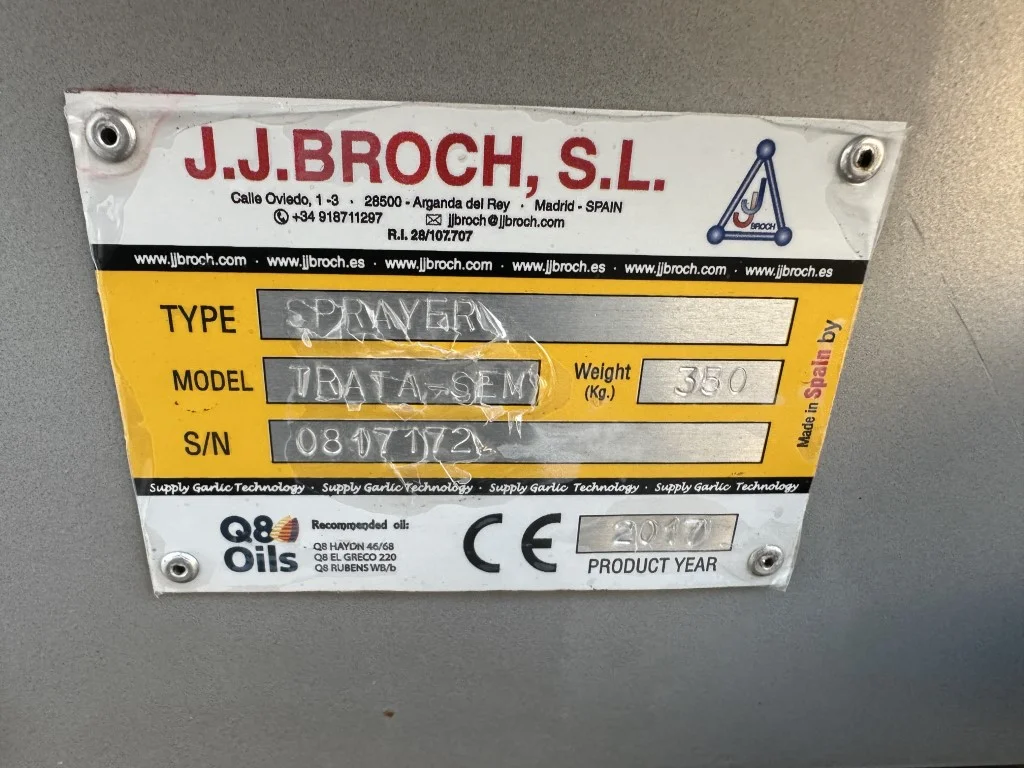 J.J.BROCH, S.L.
Calle Oviedo, 1 -3 · 28500 - Arganda del Rey · Madrid - SPAIN
+34 918711297 jjbroch@jjbroch.com
R.I. 28/107.707
JJ BROCH
www.jjbroch.com · www.jjbroch.es · www.jjbroch.com · www.jjbroch.es · www.jjbroch.com · www.jjbroch.es
TYPE SPRAYER
MODEL TRATA-SEM Weight (Kg.) 350
S/N 0817172
Made in Spain by
Supply Garlic Technology · Supply Garlic Technology · Supply Garlic Technology · Supply Garlic Technology
Q8 Oils
Recommended oil:
Q8 HAYDN 46/68
Q8 EL GRECO 220
Q8 RUBENS WB/b
CE
2017
PRODUCT YEAR